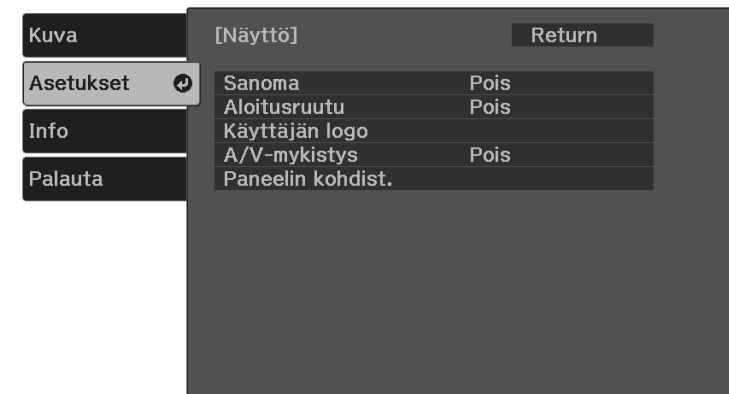 Kuva
Asetukset
Info
Palauta
[Näyttö] Return
Sanoma Pois
Aloitusruutu Pois
Käyttäjän logo
A/V-mykistys Pois
Paneelin kohdist.